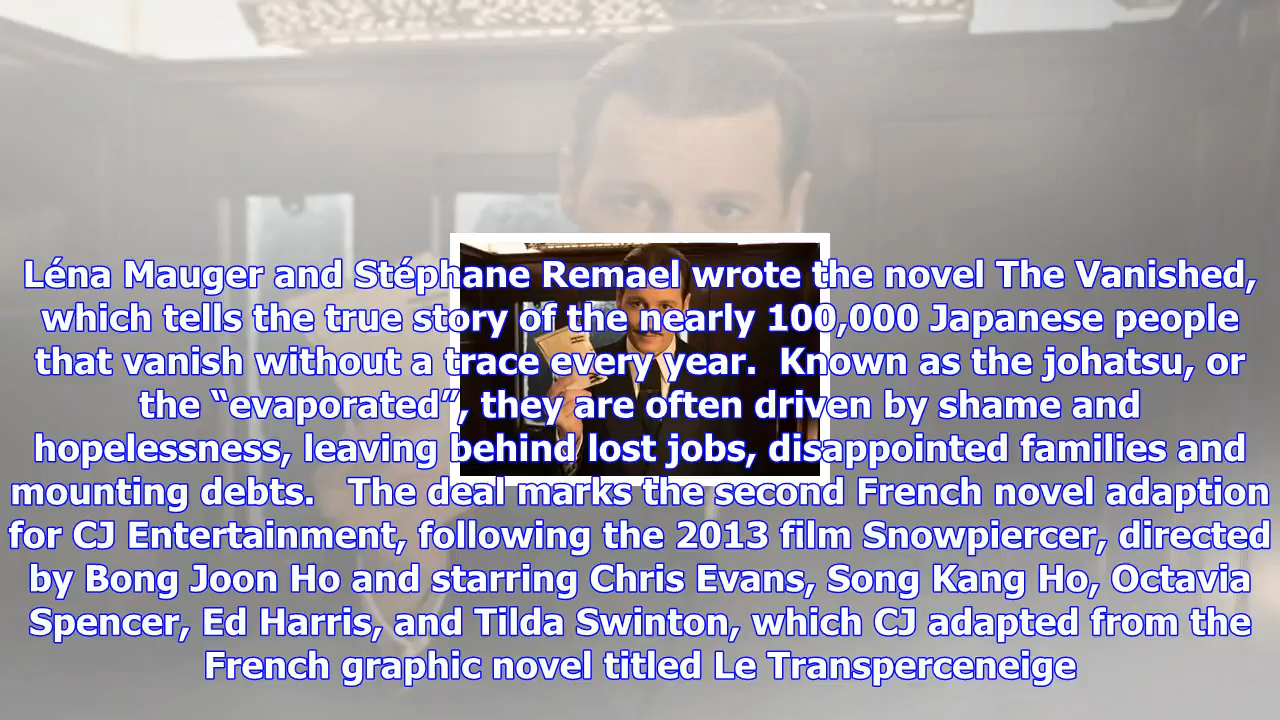 Léna Mauger and Stéphane Remael wrote the novel The Vanished,
which tells the true story of the nearly 100,000 Japanese people
that vanish without a trace every year.  Known as the johatsu, or
the “evaporated”, they are often driven by shame and
hopelessness, leaving behind lost jobs, disappointed families and
mounting debts.   The deal marks the second French novel adaption
for CJ Entertainment, following the 2013 film Snowpiercer, directed
by Bong Joon Ho and starring Chris Evans, Song Kang Ho, Octavia
Spencer, Ed Harris, and Tilda Swinton, which CJ adapted from the
French graphic novel titled Le Transperceneige